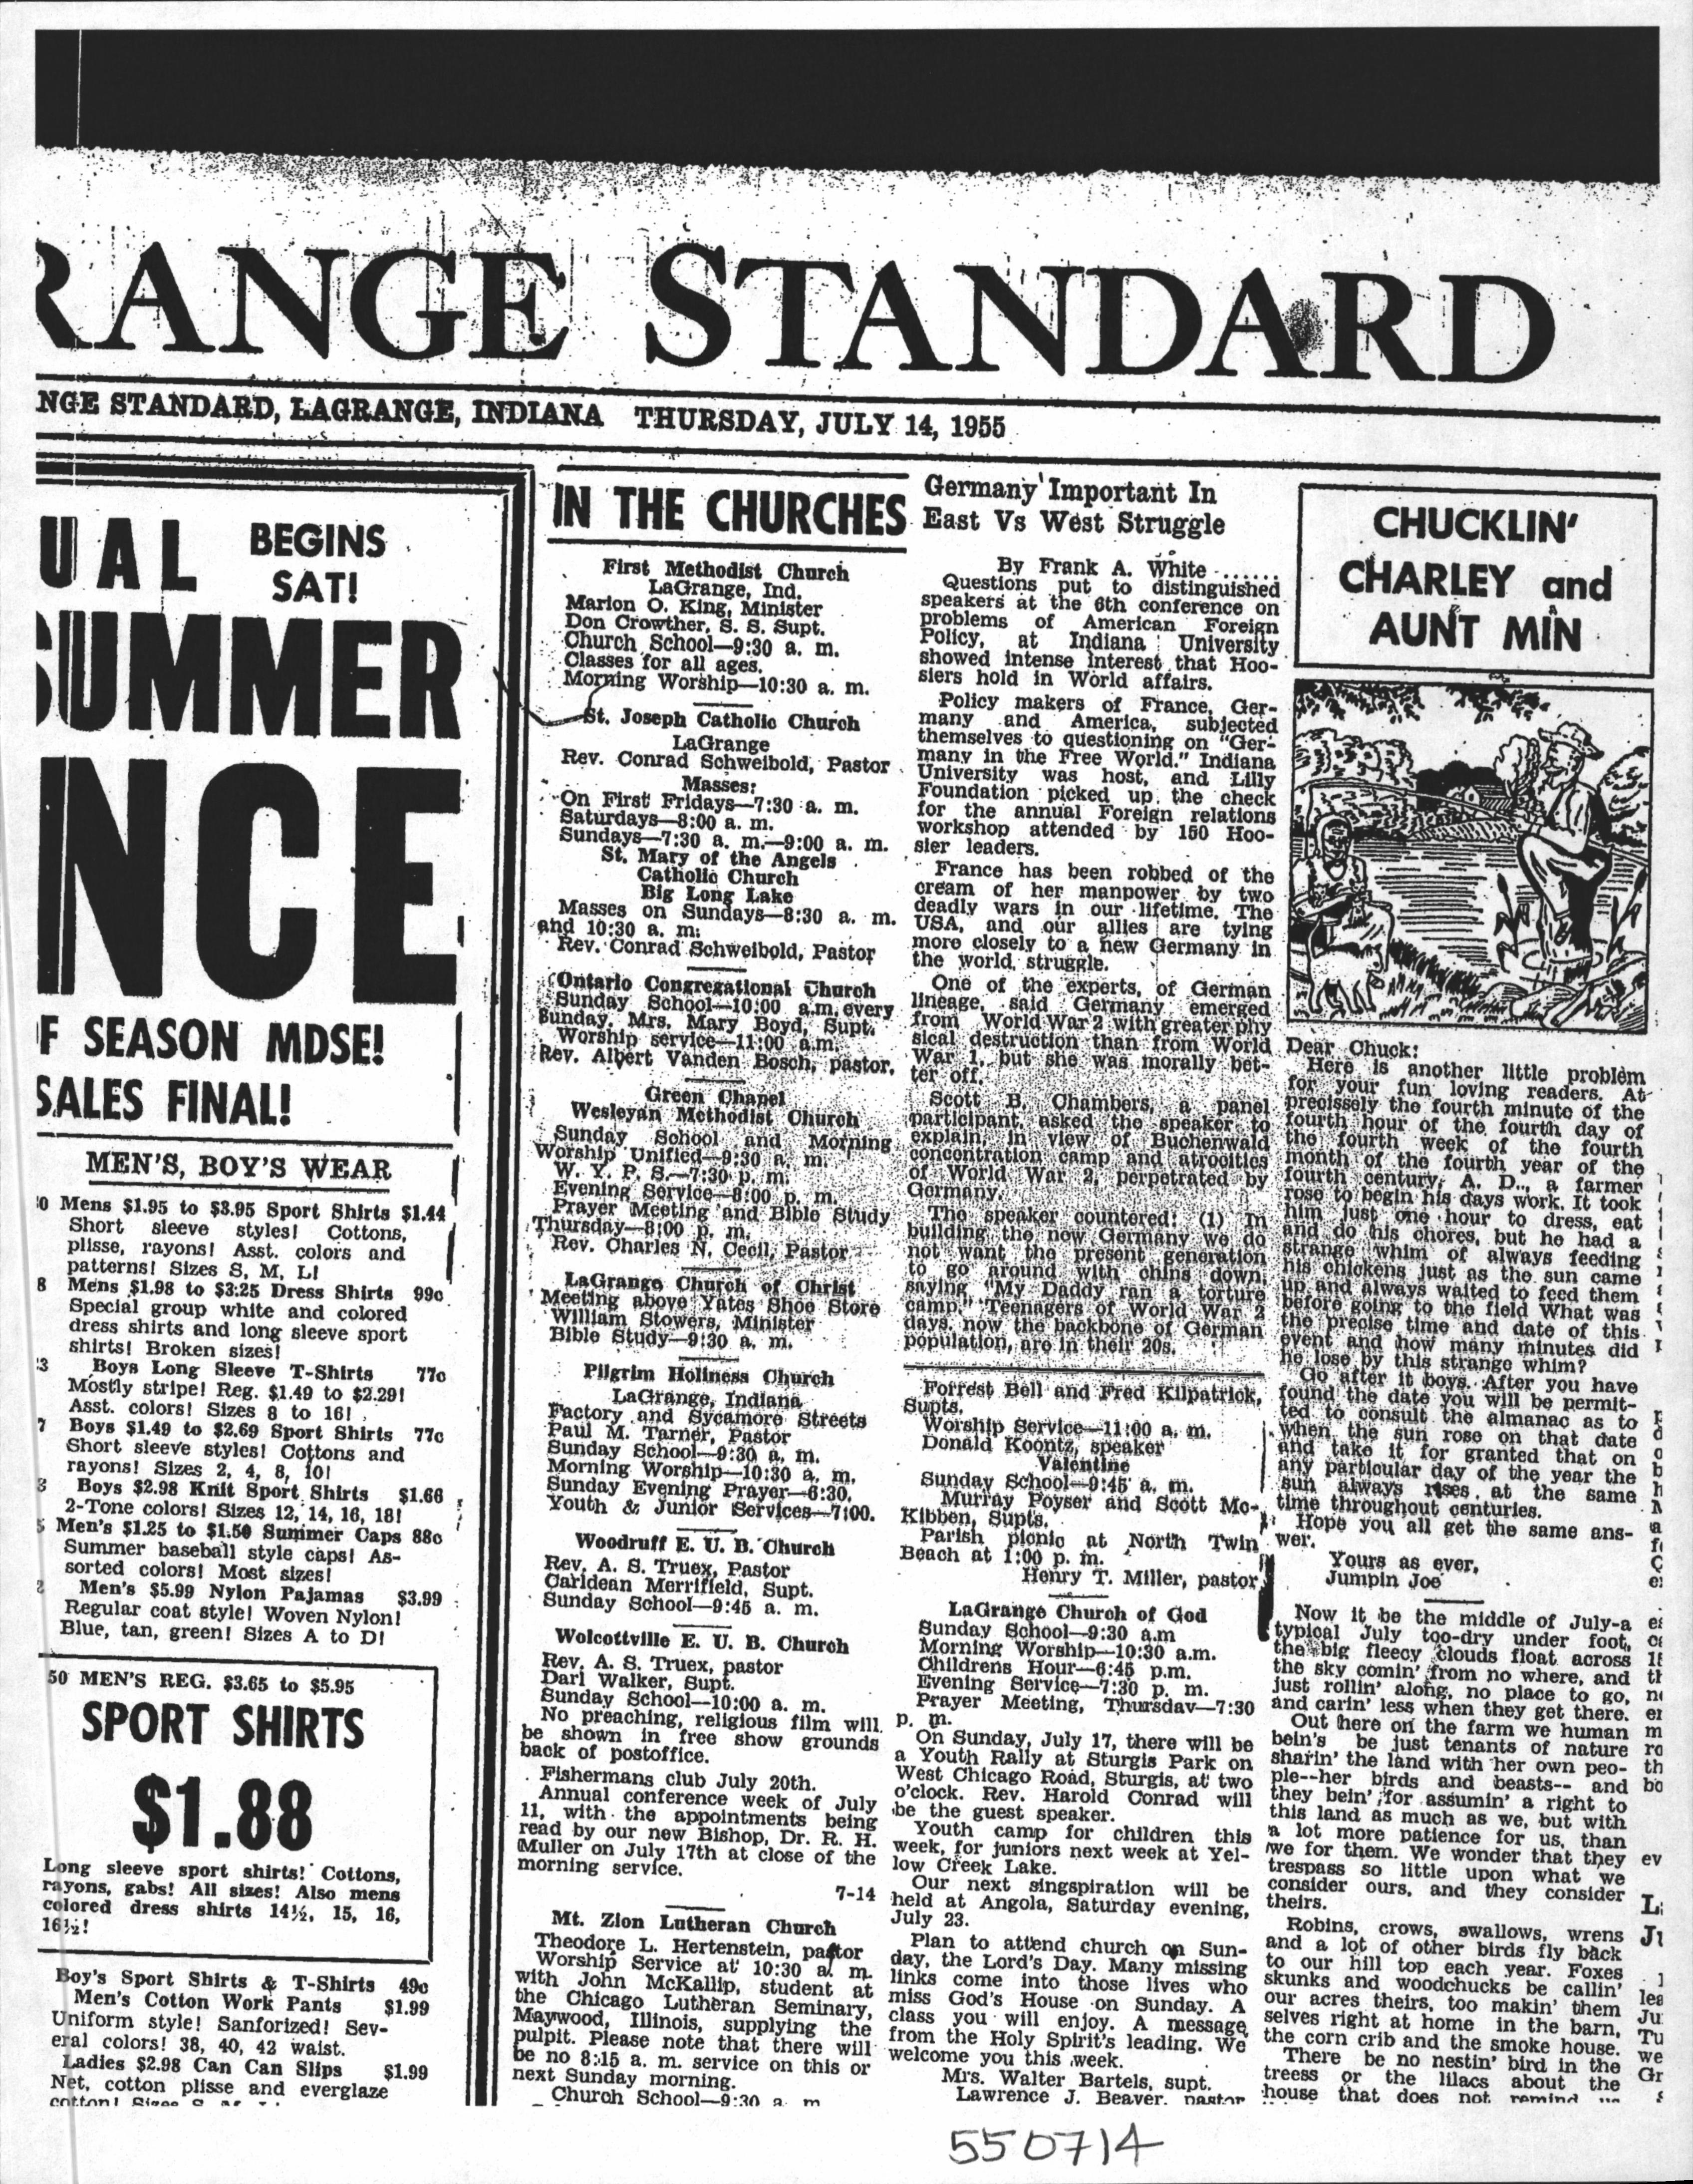 RANGE STANDARD
NGE STANDARD, LAGRANGE, INDIANA THURSDAY, JULY 14, 1955
UAL BEGINS
SAT!
SUMMER
NCE
F SEASON MDSE!
SALES FINAL!
MEN'S, BOY'S WEAR
0 Mens $1.95 to $3.95 Sport Shirts $1.44
Short sleeve styles! Cottons,
plisse, rayons! Asst. colors and
patterns! Sizes S, M, L!
8 Mens $1.98 to $3.25 Dress Shirts 99c
Special group white and colored
dress shirts and long sleeve sport
shirts! Broken sizes!
3 Boys Long Sleeve T-Shirts 77c
Mostly stripe! Reg. $1.49 to $2.29!
Asst. colors! Sizes 8 to 16!
7 Boys $1.49 to $2.69 Sport Shirts 77c
Short sleeve styles! Cottons and
rayons! Sizes 2, 4, 8, 10!
3 Boys $2.98 Knit Sport Shirts $1.66
2-Tone colors! Sizes 12, 14, 16, 18!
5 Men's $1.25 to $1.50 Summer Caps 88c
Summer baseball style caps! As-
sorted colors! Most sizes!
2 Men's $5.99 Nylon Pajamas $3.99
Regular coat style! Woven Nylon!
Blue, tan, green! Sizes A to D!
50 MEN'S REG. $3.65 to $5.95
SPORT SHIRTS
$1.88
Long sleeve sport shirts! Cottons,
rayons, gabs! All sizes! Also mens
colored dress shirts 14½, 15, 16,
16½!
Boy's Sport Shirts & T-Shirts 49c
Men's Cotton Work Pants $1.99
Uniform style! Sanforized! Sev-
eral colors! 38, 40, 42 waist.
Ladies $2.98 Can Can Slips $1.99
Net, cotton plisse and everglaze
cotton! Sizes S
IN THE CHURCHES
First Methodist Church
LaGrange, Ind.
Marion O. King, Minister
Don Crowther, S. S. Supt.
Church School—9:30 a. m.
Classes for all ages.
Morning Worship—10:30 a. m.
St. Joseph Catholic Church
LaGrange
Rev. Conrad Schweibold, Pastor
Masses:
On First Fridays—7:30 a. m.
Saturdays—8:00 a. m.
Sundays—7:30 a. m.—9:00 a. m.
St. Mary of the Angels
Catholic Church
Big Long Lake
Masses on Sundays—8:30 a. m.
and 10:30 a. m.
Rev. Conrad Schweibold, Pastor
Ontario Congregational Church
Sunday School—10:00 a.m. every
Sunday. Mrs. Mary Boyd, Supt.
Worship service—11:00 a.m.
Rev. Albert Vanden Bosch, pastor.
Green Chapel
Wesleyan Methodist Church
Sunday School and Morning
Worship Unified—9:30 a. m.
W. Y. P. S.—7:30 p. m.
Evening Service—8:00 p. m.
Prayer Meeting and Bible Study
Thursday—8:00 p. m.
Rev. Charles N. Cecil, Pastor
LaGrange Church of Christ
Meeting above Yates Shoe Store
William Stowers, Minister
Bible Study—9:30 a. m.
Pilgrim Holiness Church
LaGrange, Indiana
Factory and Sycamore Streets
Paul M. Tarner, Pastor
Sunday School—9:30 a. m.
Morning Worship—10:30 a. m.
Sunday Evening Prayer—6:30.
Youth & Junior Services—7:00.
Woodruff E. U. B. Church
Rev. A. S. Truex, Pastor
Carldean Merrifield, Supt.
Sunday School—9:45 a. m.
Wolcottville E. U. B. Church
Rev. A. S. Truex, pastor
Darl Walker, Supt.
Sunday School—10:00 a. m.
No preaching, religious film will
be shown in free show grounds
back of postoffice.
Fishermans club July 20th.
Annual conference week of July
11, with the appointments being
read by our new Bishop, Dr. R. H.
Muller on July 17th at close of the
morning service.
7-14
Mt. Zion Lutheran Church
Theodore L. Hertenstein, pastor
Worship Service at 10:30 a. m.
with John McKallip, student at
the Chicago Lutheran Seminary,
Maywood, Illinois, supplying the
pulpit. Please note that there will
be no 8:15 a. m. service on this or
next Sunday morning.
Church School—9:30 a. m
Germany Important In
East Vs West Struggle
By Frank A. White ......
Questions put to distinguished
speakers at the 6th conference on
problems of American Foreign
Policy, at Indiana University
showed intense interest that Hoo-
siers hold in World affairs.
Policy makers of France, Ger-
many and America, subjected
themselves to questioning on "Ger-
many in the Free World." Indiana
University was host, and Lilly
Foundation picked up the check
for the annual Foreign relations
workshop attended by 150 Hoo-
sier leaders.
France has been robbed of the
cream of her manpower by two
deadly wars in our lifetime. The
USA, and our allies are tying
more closely to a new Germany in
the world struggle.
One of the experts, of German
lineage, said Germany emerged
from World War 2 with greater phy
sical destruction than from World
War 1, but she was morally bet-
ter off.
Scott B. Chambers, a panel
participant, asked the speaker to
explain, in view of Buchenwald
concentration camp and atrocities
of World War 2, perpetrated by
Germany.
The speaker countered: (1) In
building the new Germany we do
not want the present generation
to go around with chins down,
saying "My Daddy ran a torture
camp." Teenagers of World War 2
days, now the backbone of German
population, are in their 20s.
Forrest Bell and Fred Kilpatrick,
Supts.
Worship Service—11:00 a. m.
Donald Koontz, speaker
Valentine
Sunday School—9:45 a. m.
Murray Poyser and Scott Mc-
Kibben, Supts.
Parish picnic at North Twin
Beach at 1:00 p. m.
Henry T. Miller, pastor
LaGrange Church of God
Sunday School—9:30 a.m
Morning Worship—10:30 a.m.
Childrens Hour—6:45 p.m.
Evening Service—7:30 p. m.
Prayer Meeting, Thursday—7:30
p. m.
On Sunday, July 17, there will be
a Youth Rally at Sturgis Park on
West Chicago Road, Sturgis, at two
o'clock. Rev. Harold Conrad will
be the guest speaker.
Youth camp for children this
week, for juniors next week at Yel-
low Creek Lake.
Our next singspiration will be
held at Angola, Saturday evening,
July 23.
Plan to attend church on Sun-
day, the Lord's Day. Many missing
links come into those lives who
miss God's House on Sunday. A
class you will enjoy. A message
from the Holy Spirit's leading. We
welcome you this week.
Mrs. Walter Bartels, supt.
Lawrence J. Beaver, pastor
CHUCKLIN'
CHARLEY and
AUNT MIN
Dear Chuck:
Here is another little problem
for your fun loving readers. At
precissely the fourth minute of the
fourth hour of the fourth day of
the fourth week of the fourth
month of the fourth year of the
fourth century, A. D., a farmer
rose to begin his days work. It took
him just one hour to dress, eat
and do his chores, but he had a
strange whim of always feeding
his chickens just as the sun came
up and always waited to feed them
before going to the field What was
the precise time and date of this
event and how many minutes did
he lose by this strange whim?
Go after it boys. After you have
found the date you will be permit-
ted to consult the almanac as to
when the sun rose on that date
and take it for granted that on
any particular day of the year the
sun always rises at the same
time throughout centuries.
Hope you all get the same ans-
wer.
Yours as ever,
Jumpin Joe
Now it be the middle of July-a
typical July too-dry under foot,
the big fleecy clouds float across
the sky comin' from no where, and
just rollin' along, no place to go,
and carin' less when they get there.
Out here on the farm we human
bein's be just tenants of nature
sharin' the land with her own peo-
ple--her birds and beasts-- and
they bein' for assumin' a right to
this land as much as we, but with
a lot more patience for us, than
we for them. We wonder that they
trespass so little upon what we
consider ours, and they consider
theirs.
Robins, crows, swallows, wrens
and a lot of other birds fly back
to our hill top each year. Foxes
skunks and woodchucks be callin'
our acres theirs, too makin' them
selves right at home in the barn,
the corn crib and the smoke house.
There be no nestin' bird in the
treess or the lilacs about the
house that does not remind us
550714